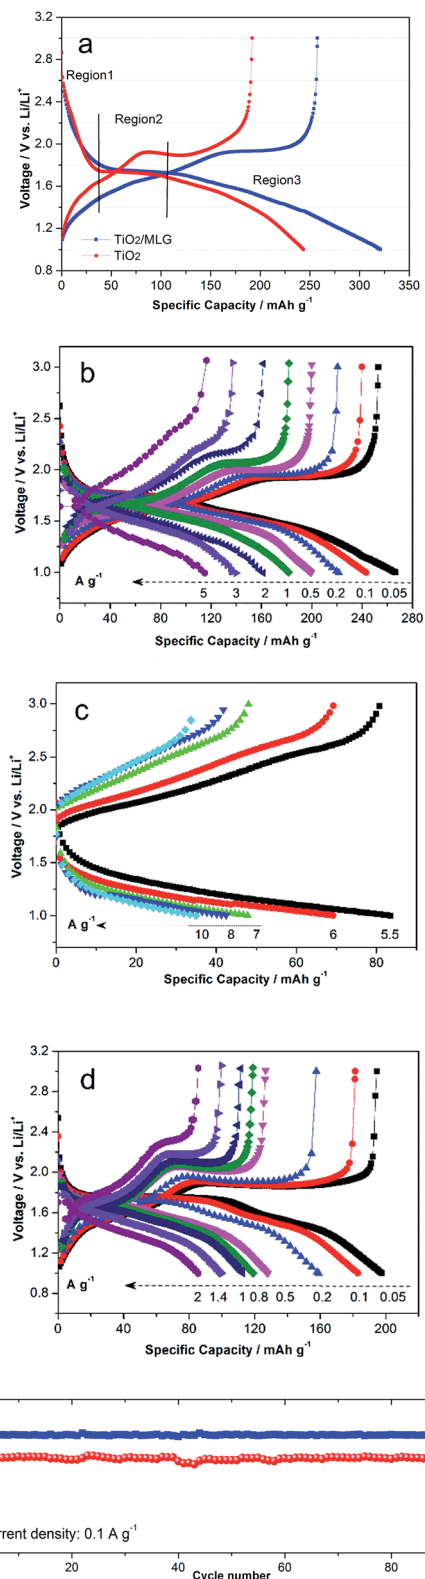 a
3.2
2.8
2.4
2.0
1.6
1.2
0.8
Voltage / V vs. Li/Li⁺
Region1
Region2
Region3
TiO2/MLG
TiO2
0 50 100 150 200 250 300 350
Specific Capacity / mAh g⁻¹
b
3.0
2.5
2.0
1.5
1.0
Voltage / V vs. Li/Li⁺
A g⁻¹
5 3 2 1 0.5 0.2 0.1 0.05
0 40 80 120 160 200 240 280
Specific Capacity / mAh g⁻¹
c
3.0
2.5
2.0
1.5
1.0
Voltage / V vs. Li/Li⁺
A g⁻¹
10 8 7 6 5.5
0 20 40 60 80
Specific Capacity / mAh g⁻¹
d
3.2
2.8
2.4
2.0
1.6
1.2
0.8
Voltage / V vs. Li/Li⁺
A g⁻¹
2 1.4 1 0.8 0.5 0.2 0.1 0.05
0 40 80 120 160 200
Specific Capacity / mAh g⁻¹
rrent density: 0.1 A g⁻¹
20 40 60 80
Cycle number